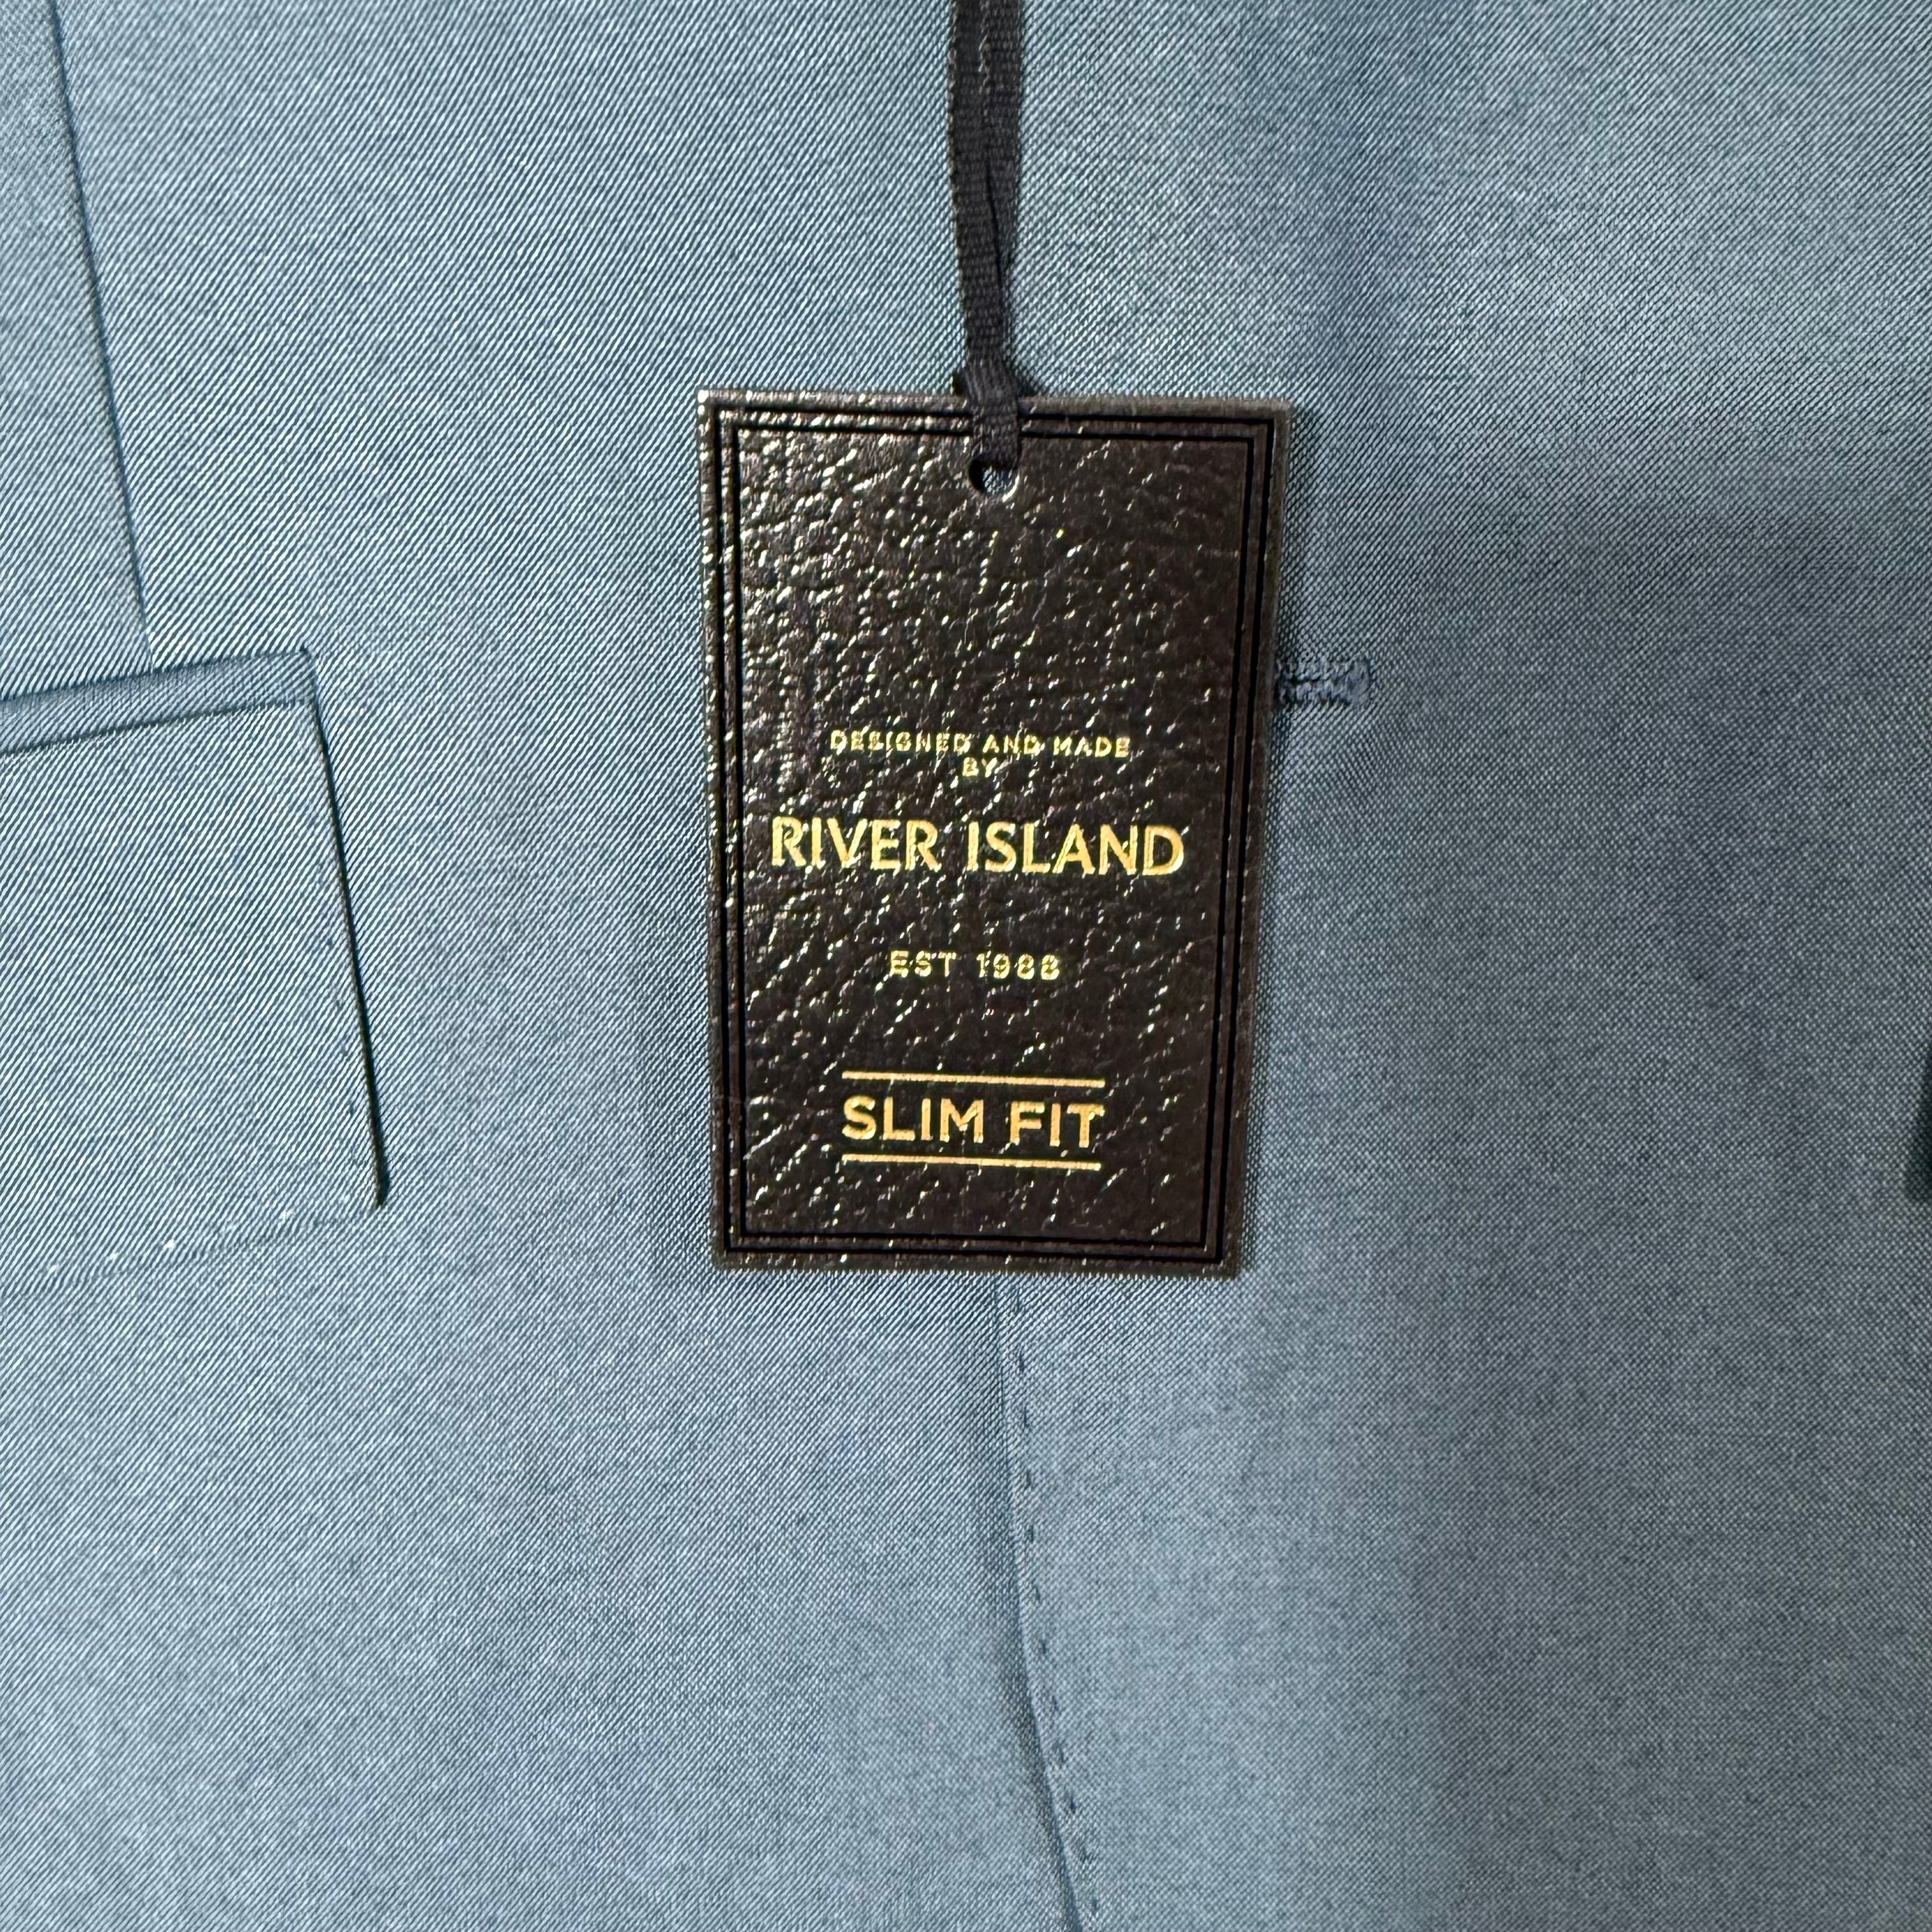 DESIGNED AND MADE
BY
RIVER ISLAND
EST 1988
SLIM FIT